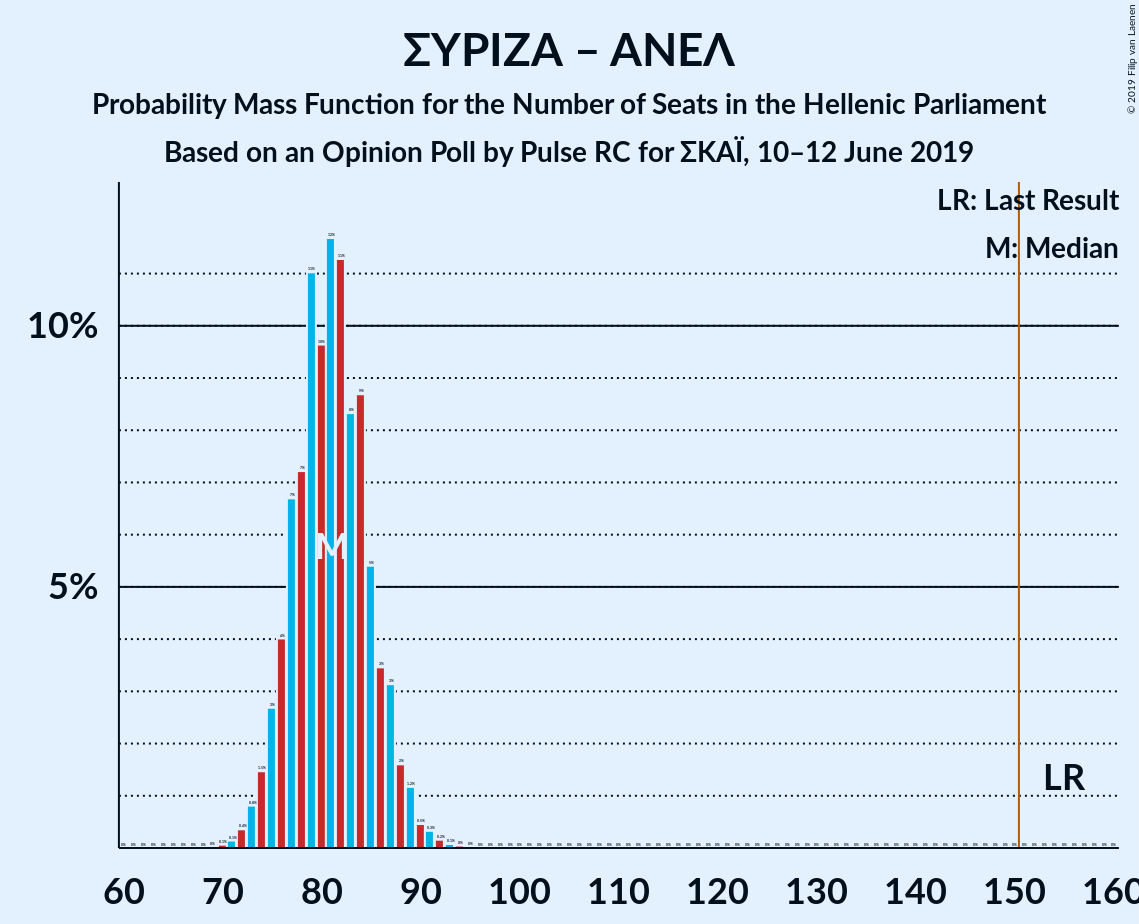 ΣΥΡΙΖΑ – ΑΝΕΛ
Probability Mass Function for the Number of Seats in the Hellenic Parliament
Based on an Opinion Poll by Pulse RC for ΣΚΑΪ, 10–12 June 2019
© 2019 Filip van Laenen
LR: Last Result
M: Median
10%
5%
M
LR
60 70 80 90 100 110 120 130 140 150 160